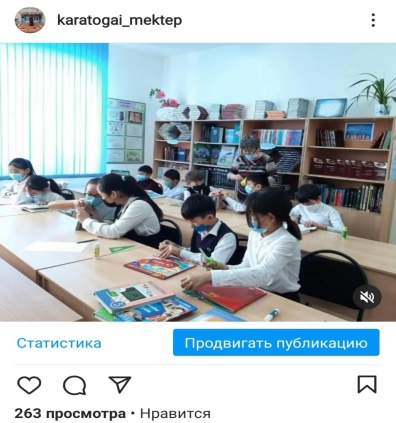 karatogai_mektep
Статистика
Продвигать публикацию
263 просмотра • Нравится